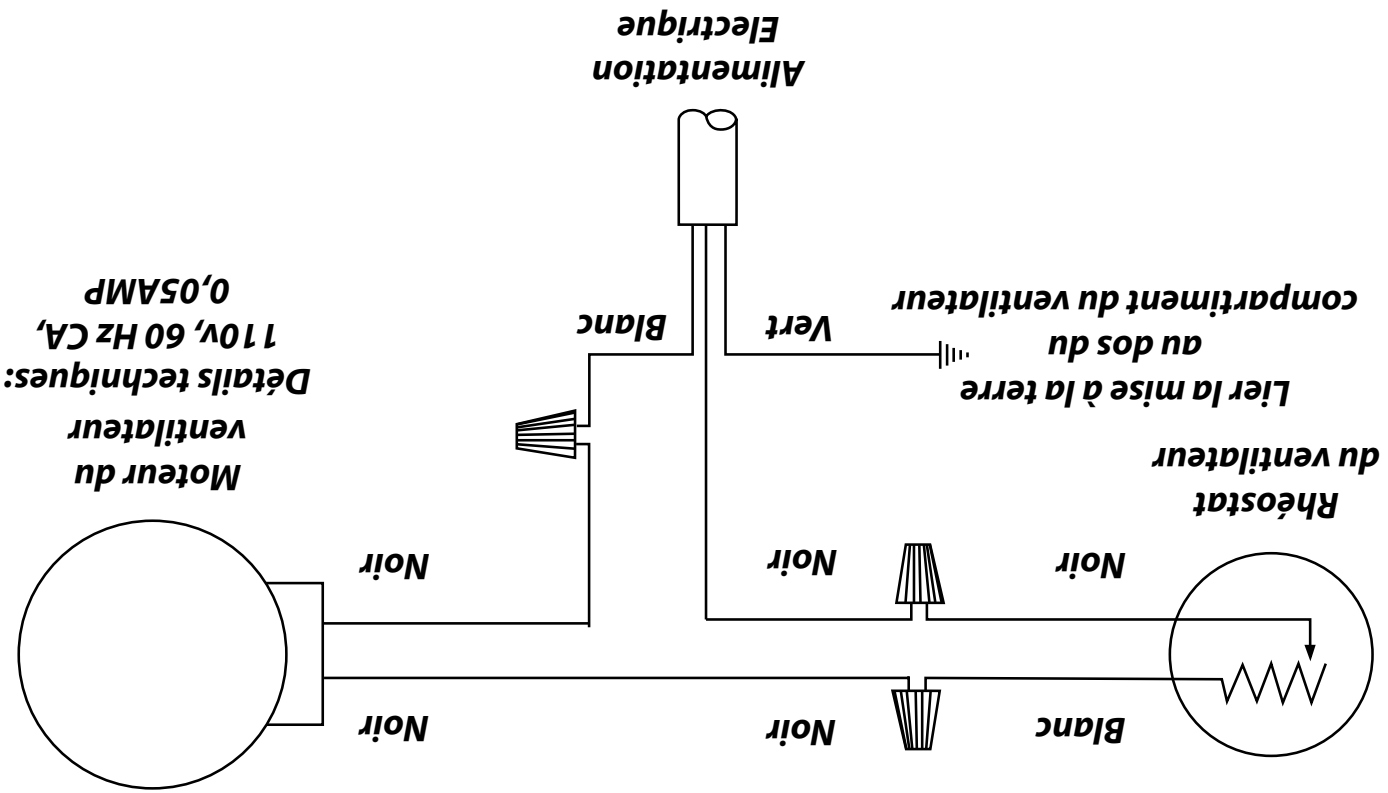 Blanc
Noir
Noir
Noir
Noir
Noir
Rhéostat
du ventilateur
Moteur du
ventilateur
Détails techniques:
110v, 60 Hz CA,
0,05AMP
Lier la mise à la terre
au dos du
compartiment du ventilateur
Vert
Blanc
Alimentation
Electrique